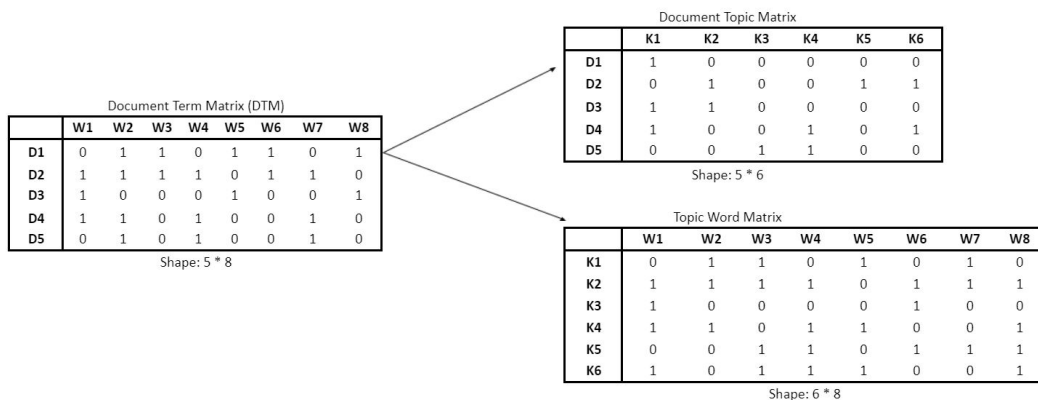 Document Term Matrix (DTM)
W1 W2 W3 W4 W5 W6 W7 W8
D1 0 1 1 0 1 1 0 1
D2 1 1 1 1 0 1 1 0
D3 1 0 0 0 1 0 0 1
D4 1 1 0 1 0 0 1 0
D5 0 1 0 1 0 0 1 0
Shape: 5 * 8
Document Topic Matrix
K1 K2 K3 K4 K5 K6
D1 1 0 0 0 0 0
D2 0 1 0 0 1 1
D3 1 1 0 0 0 0
D4 1 0 0 1 0 1
D5 0 0 1 1 0 0
Shape: 5 * 6
Topic Word Matrix
W1 W2 W3 W4 W5 W6 W7 W8
K1 0 1 1 0 1 0 1 0
K2 1 1 1 1 0 1 1 1
K3 1 0 0 0 0 1 0 0
K4 1 1 0 1 1 0 0 1
K5 0 0 1 1 0 1 1 1
K6 1 0 1 1 1 0 0 1
Shape: 6 * 8